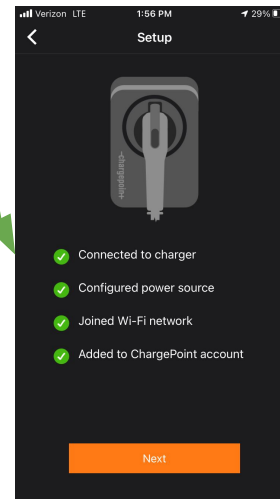 Verizon LTE
1:56 PM
29%
Setup
-chargepoint+
Connected to charger
Configured power source
Joined Wi-Fi network
Added to ChargePoint account
Next